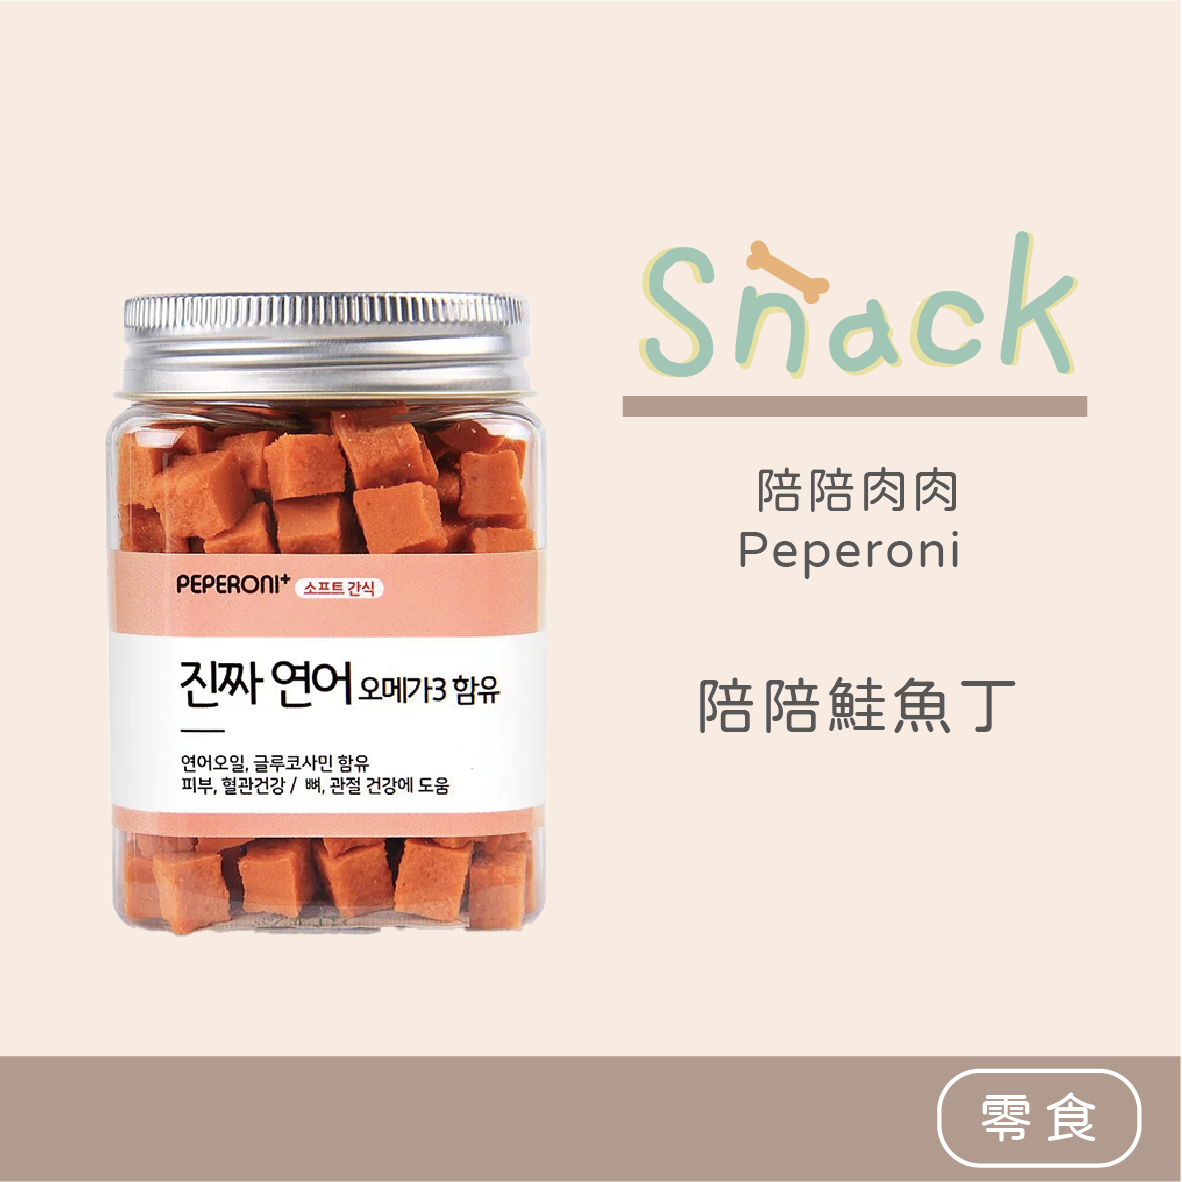 Snack
陪陪肉肉
Peperoni
陪陪鮭魚丁
PEPERONI+ 소프트 간식
진짜 연어 오메가3 함유
연어오일, 글루코사민 함유
피부, 혈관건강 / 뼈, 관절 건강에 도움
零食